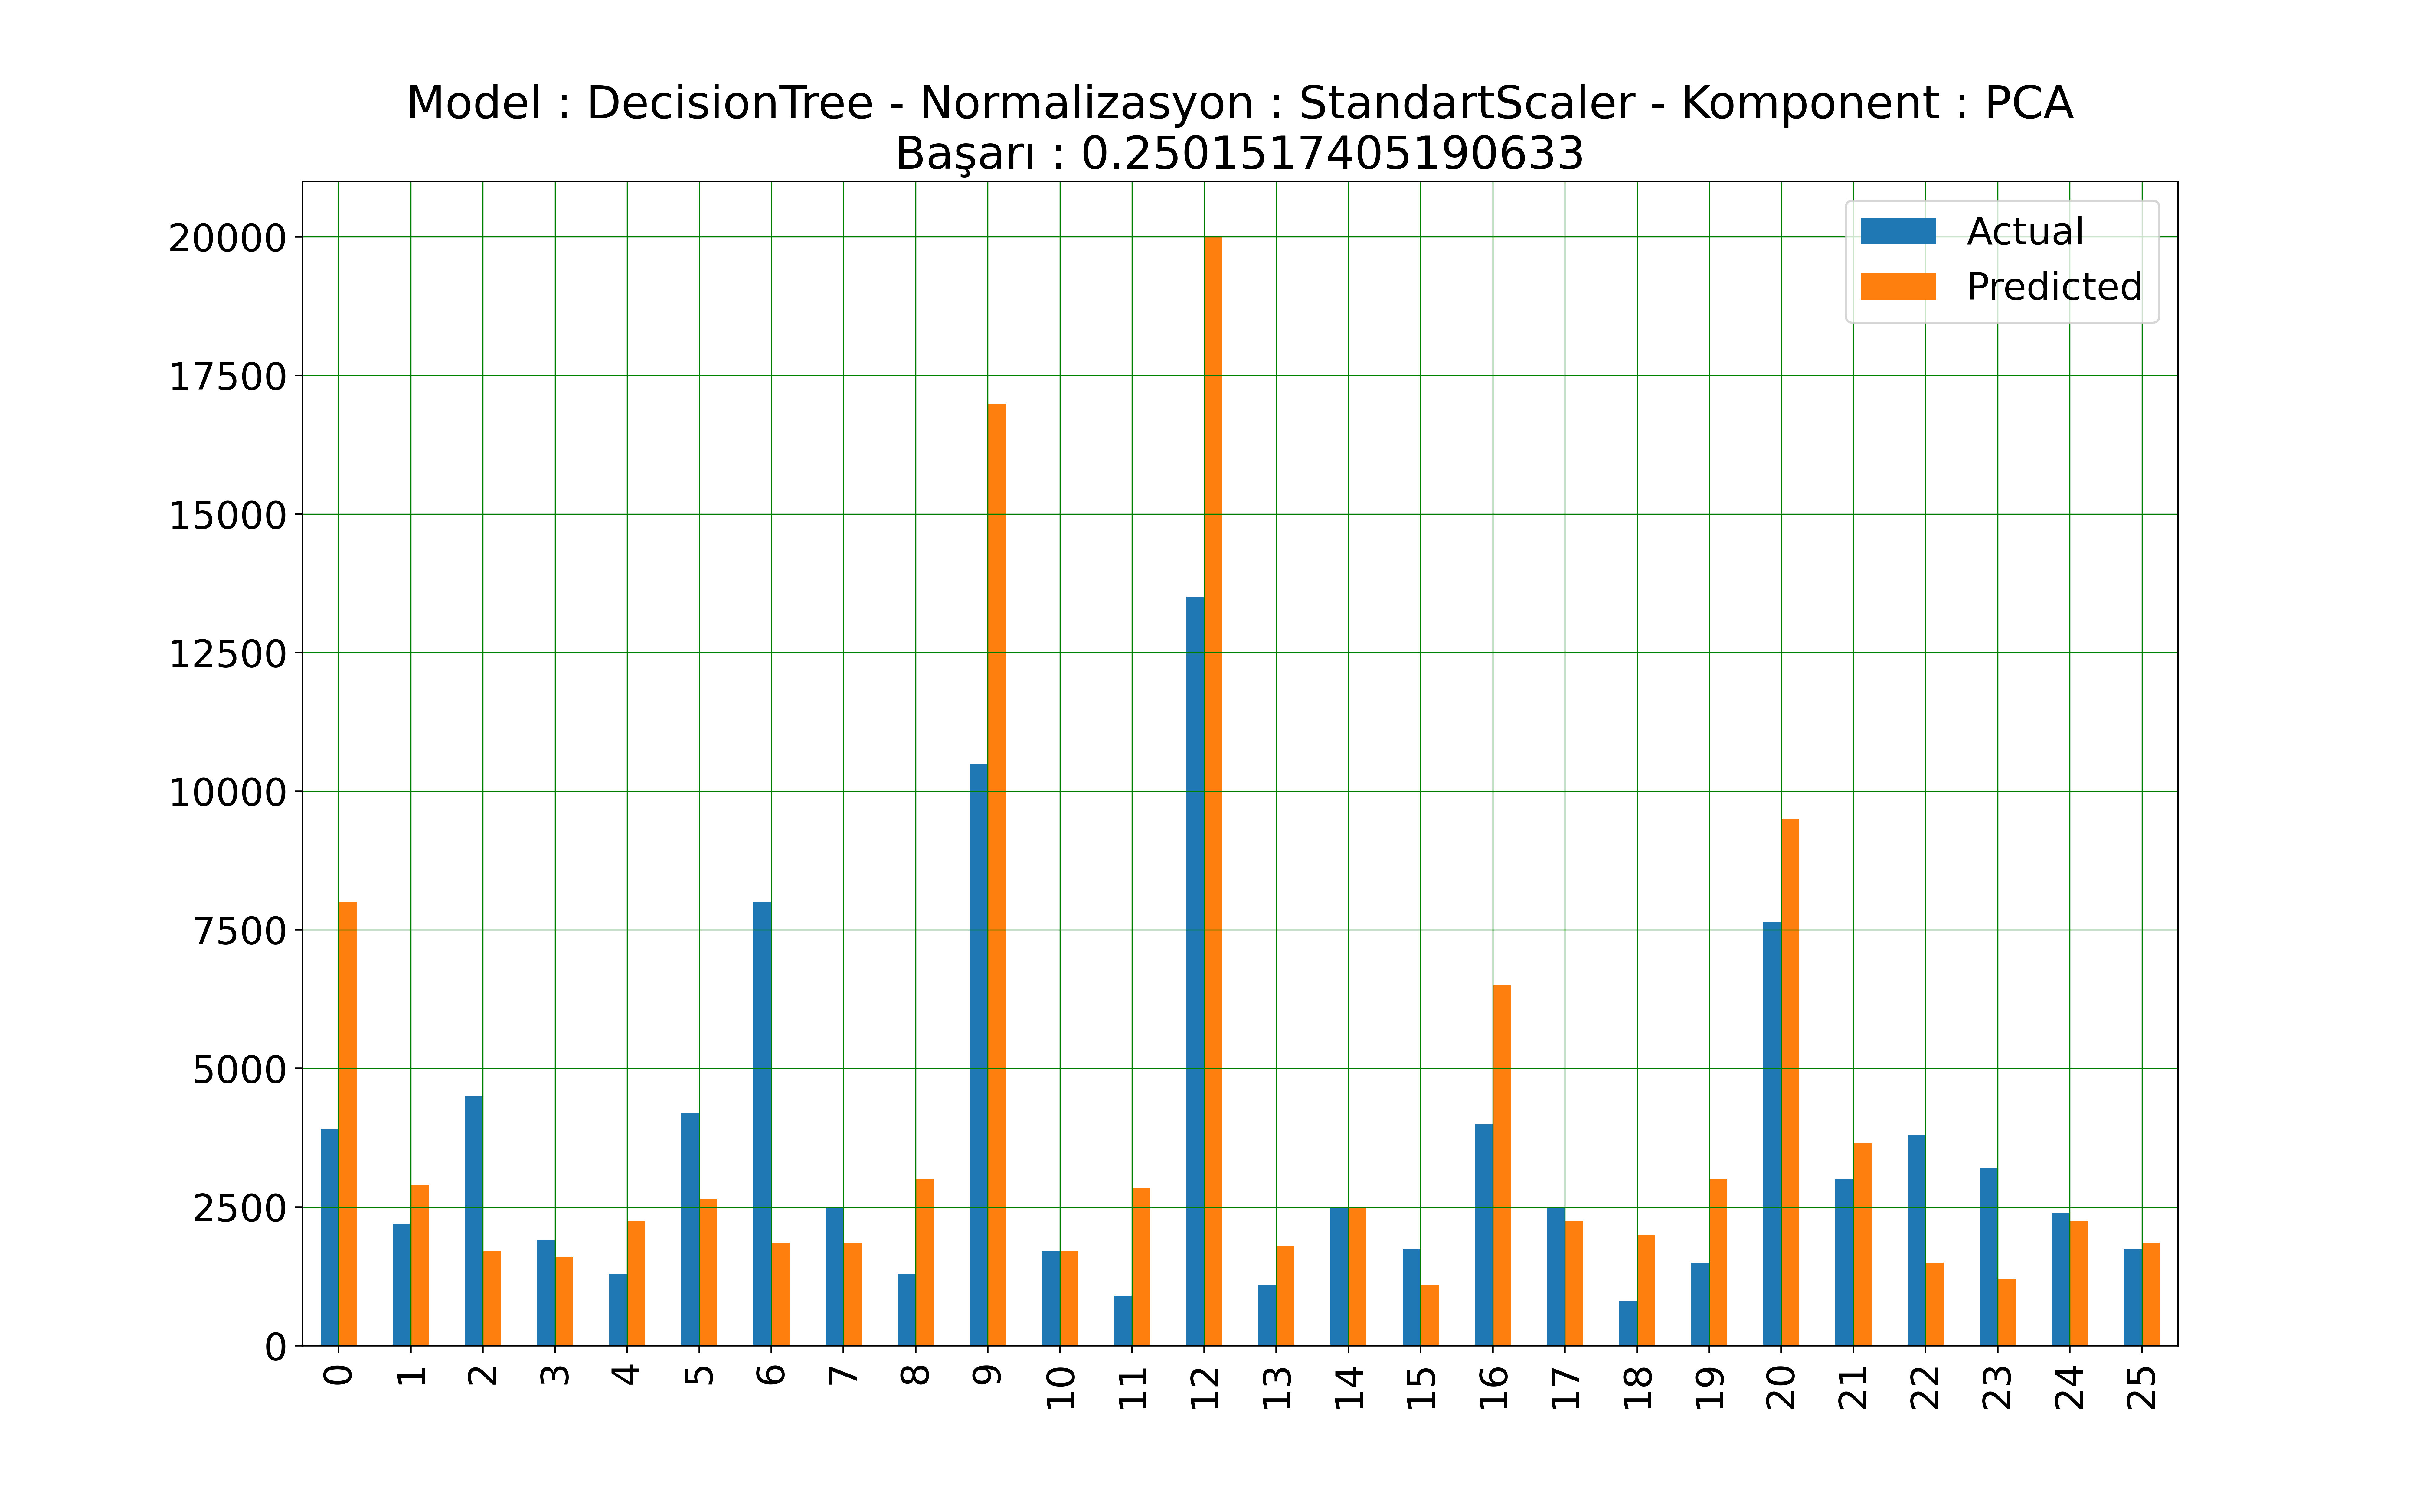 Model : DecisionTree - Normalizasyon : StandartScaler - Komponent : PCA
Başarı : 0.2501517405190633
Actual
Predicted
20000
17500
15000
12500
10000
7500
5000
2500
0
0 1 2 3 4 5 6 7 8 9 10 11 12 13 14 15 16 17 18 19 20 21 22 23 24 25